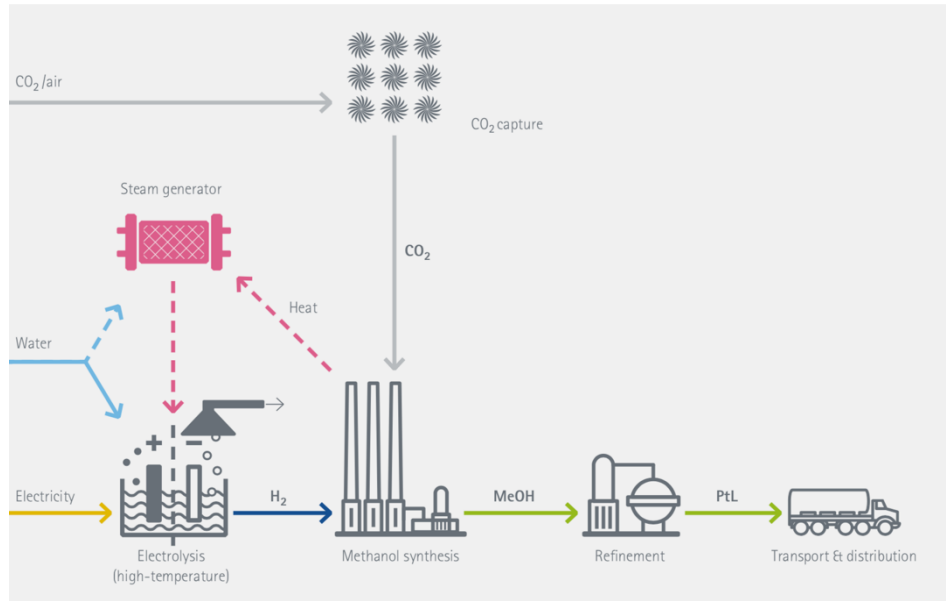 CO₂/air
CO₂ capture
Steam generator
CO₂
Heat
Water
+ −
Electricity
H₂
MeOH
PtL
Electrolysis
(high-temperature)
Methanol synthesis
Refinement
Transport & distribution